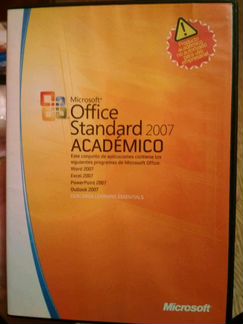 Microsoft®
Office
Standard 2007
ACADÉMICO
Este conjunto de aplicaciones contiene los
siguientes programas de Microsoft Office:
Word 2007
Excel 2007
PowerPoint 2007
Outlook 2007
Microsoft